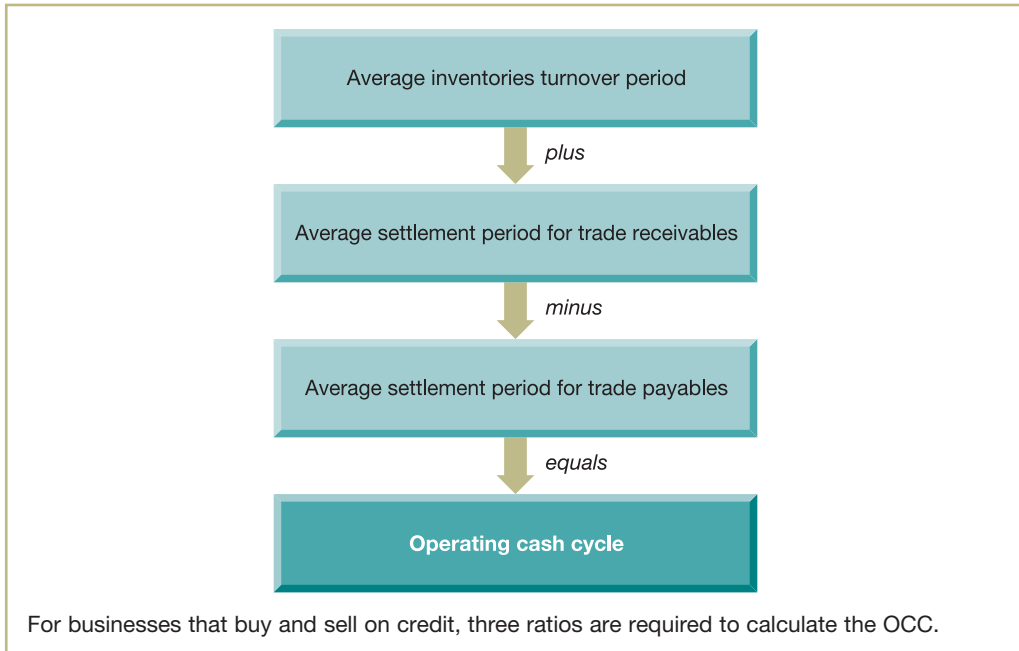 Average inventories turnover period
plus
Average settlement period for trade receivables
minus
Average settlement period for trade payables
equals
Operating cash cycle
For businesses that buy and sell on credit, three ratios are required to calculate the OCC.